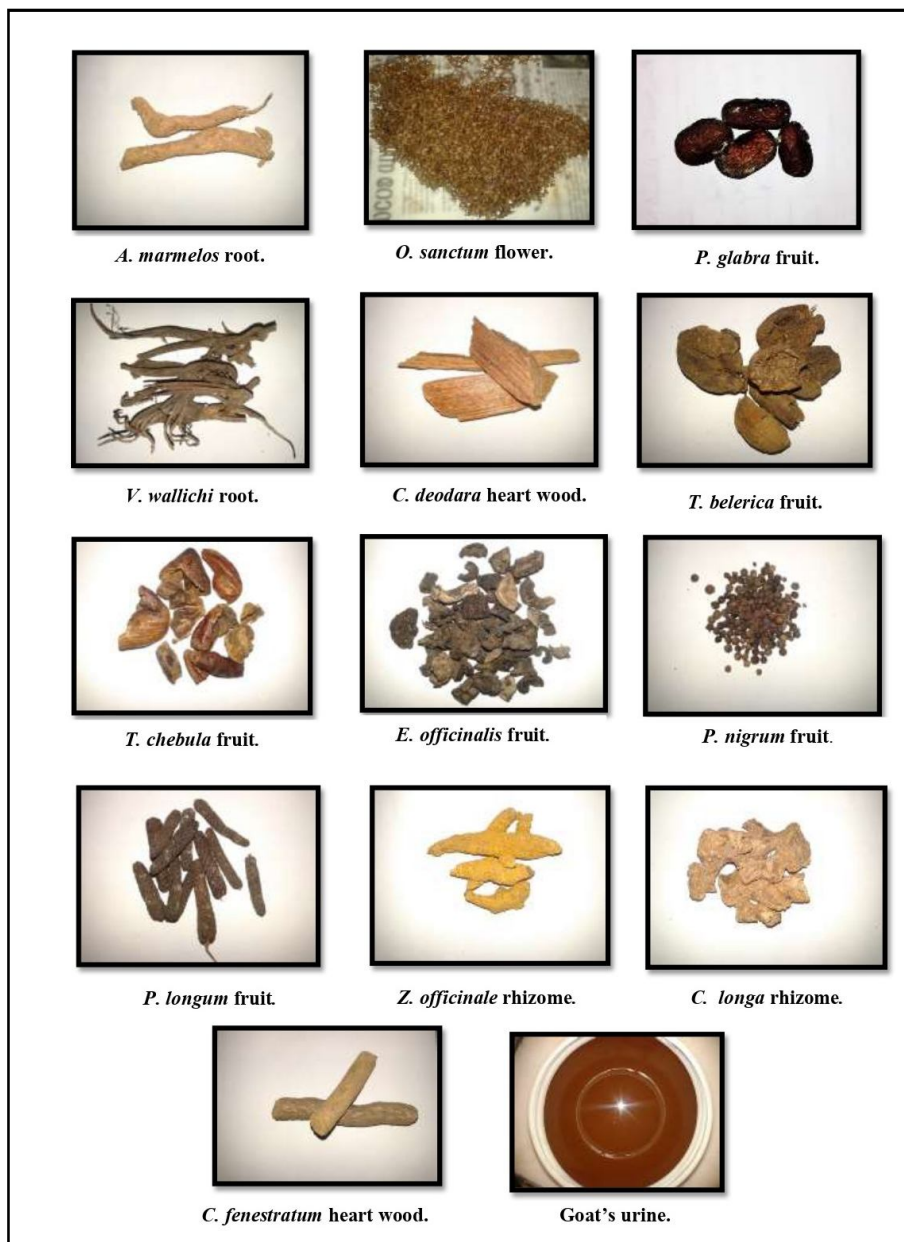 A. marmelos root.
O. sanctum flower.
P. glabra fruit.
V. wallichi root.
C. deodara heart wood.
T. belerica fruit.
T. chebula fruit.
E. officinalis fruit.
P. nigrum fruit.
P. longum fruit.
Z. officinale rhizome.
C. longa rhizome.
C. fenestratum heart wood.
Goat's urine.